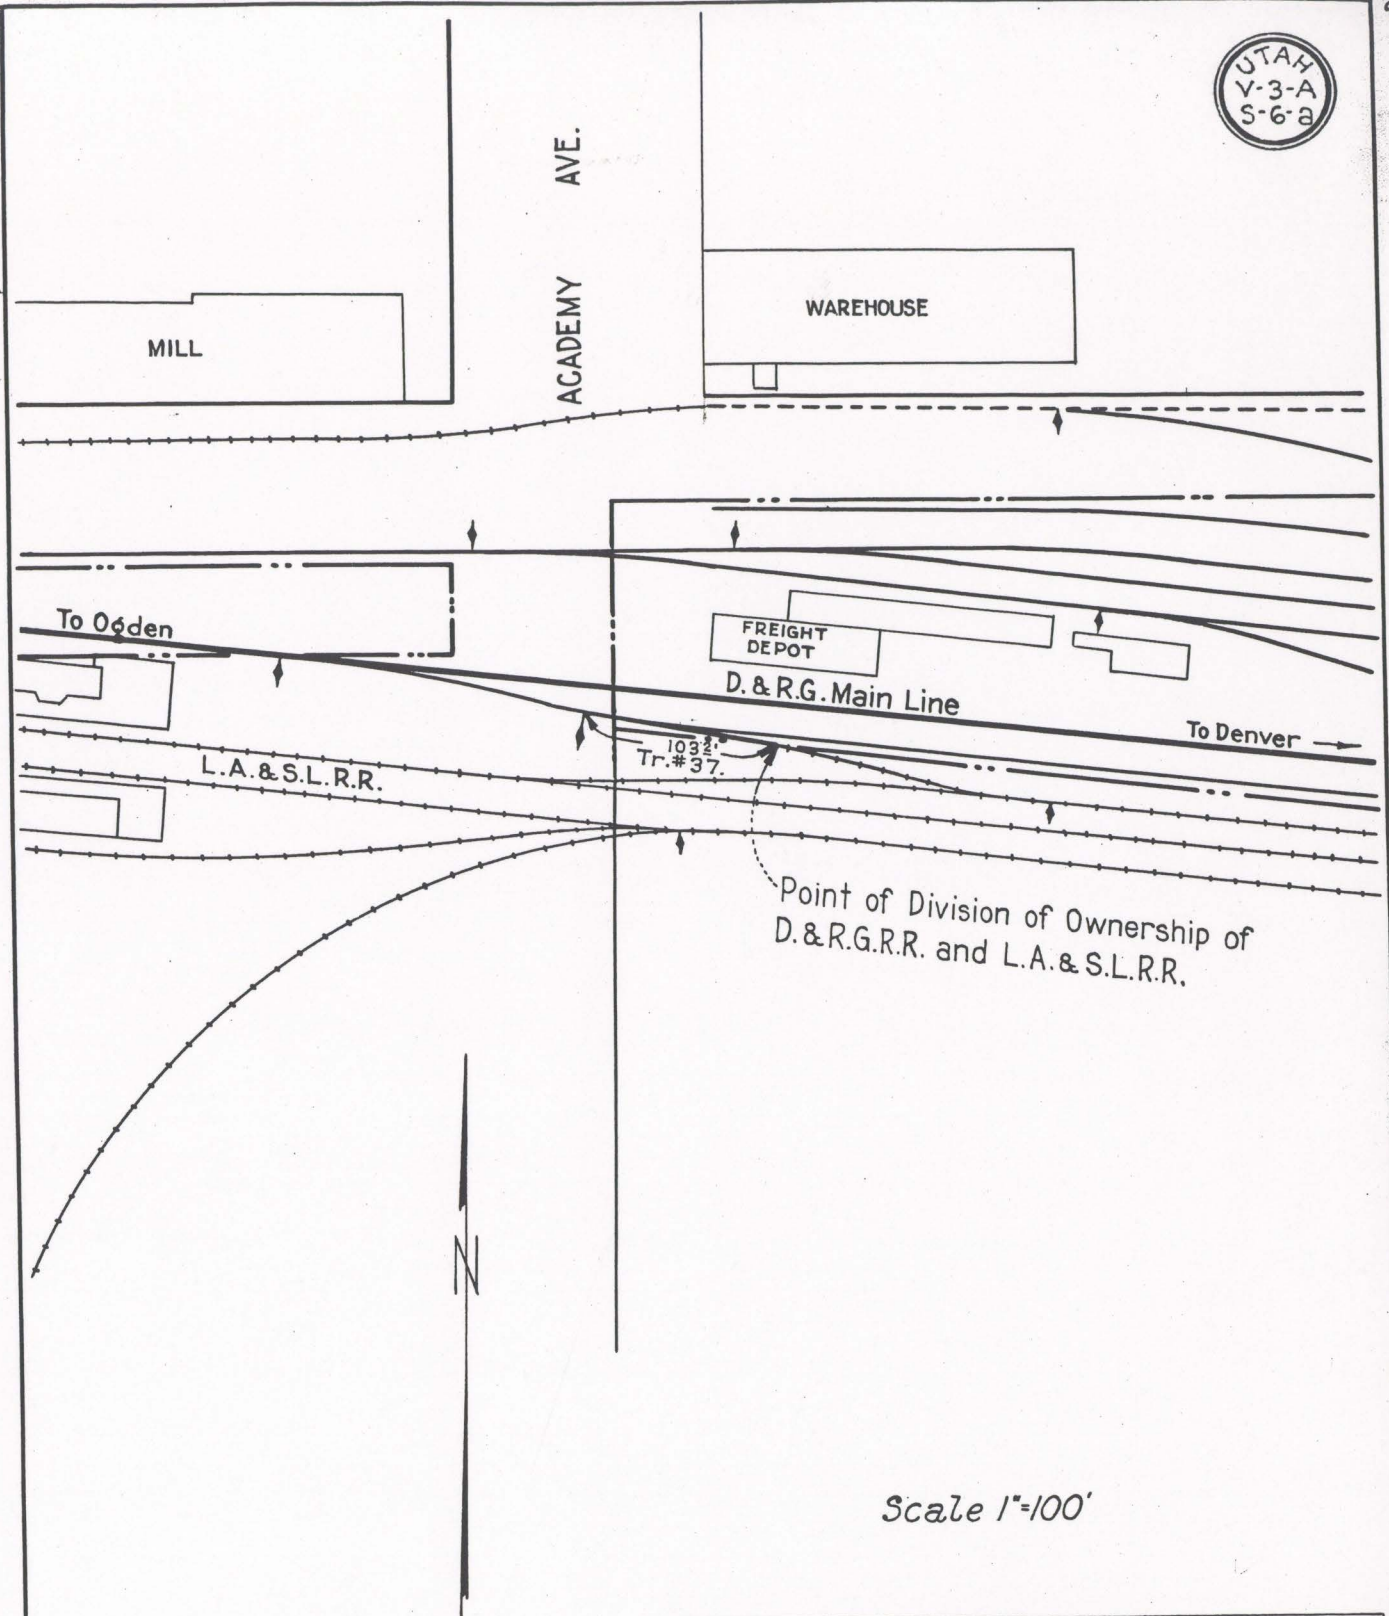 UTAH
V-3-A
S-6-a
ACADEMY AVE.
WAREHOUSE
MILL
To Ogden
FREIGHT
DEPOT
D. & R.G. Main Line
To Denver
Tr.#37.
L.A. & S.L.R.R.
Point of Division of Ownership of
D. & R.G.R.R. and L.A. & S.L.R.R.
N
Scale 1"=100'